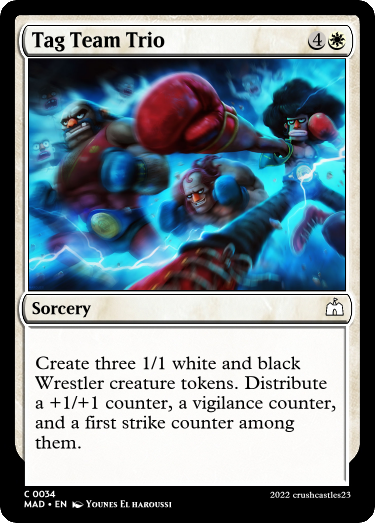 Tag Team Trio 4
Sorcery
Create three 1/1 white and black
Wrestler creature tokens. Distribute
a +1/+1 counter, a vigilance counter,
and a first strike counter among
them.
C 0034
MAD • EN YOUNES EL HAROUSSI
2022 crushcastles23